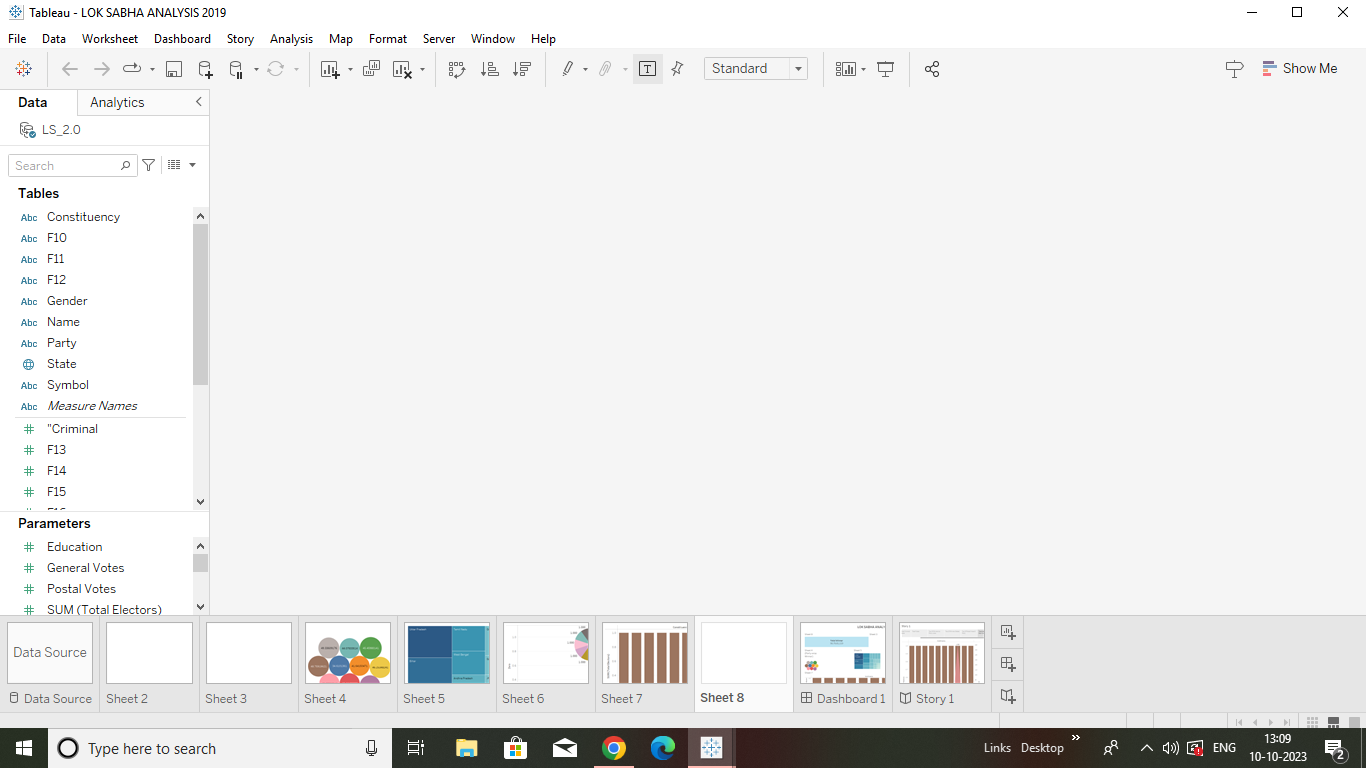 Tableau - LOK SABHA ANALYSIS 2019
File Data Worksheet Dashboard Story Analysis Map Format Server Window Help
Standard
Show Me
Data Analytics
LS_2.0
Search
Tables
Abc Constituency
Abc F10
Abc F11
Abc F12
Abc Gender
Abc Name
Abc Party
State
Abc Symbol
Abc Measure Names
# "Criminal
# F13
# F14
# F15
Parameters
# Education
# General Votes
# Postal Votes
# SUM (Total Electors)
Data Source
LOK SABHA ANALY
Data Source Sheet 2 Sheet 3 Sheet 4 Sheet 5 Sheet 6 Sheet 7 Sheet 8 Dashboard 1 Story 1
Type here to search
Links Desktop
ENG
13:09
10-10-2023
2